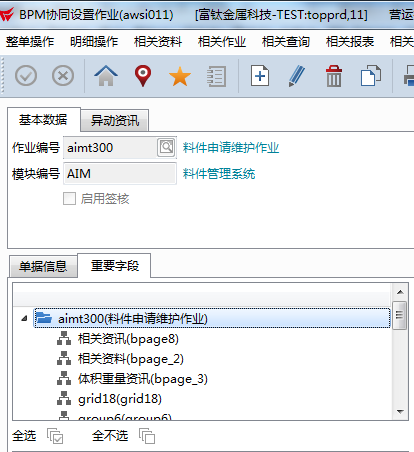 BPM协同设置作业(awsi011) [富钛金属科技-TEST:topprd,11] 营运
整单操作 明细操作 相关资料 相关作业 相关查询 相关报表 相关
基本数据 异动资讯
作业编号 aimt300 料件申请维护作业
模块编号 AIM 料件管理系统
启用签核
单据信息 重要字段
aimt300(料件申请维护作业)
相关资讯(bpage8)
相关资料(bpage_2)
体积重量资讯(bpage_3)
grid18(grid18)
group6(group6)
全选 全不选